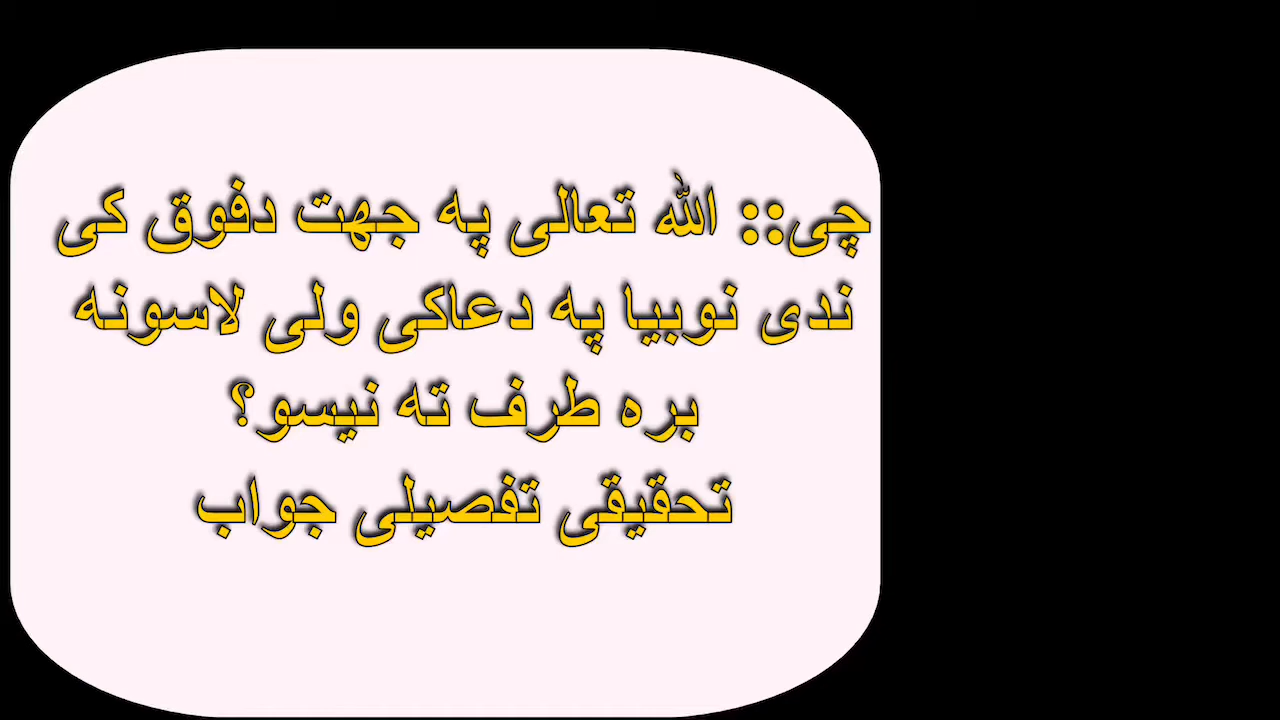 چی:: الله تعالی په جهت دفوق کی
ندی نوبیا په دعاکی ولی لاسونه
بره طرف ته نیسو؟
تحقیقی تفصیلی جواب